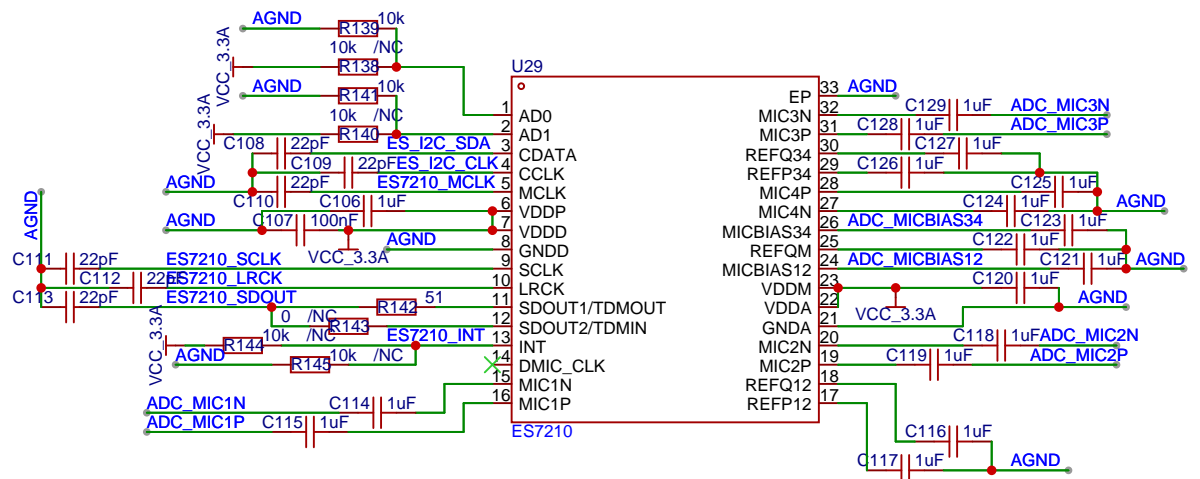 AGND
10k
R139
10k
/NC
R138
VCC_3.3A
AGND
10k
R141
10k
/NC
R140
VCC_3.3A
C108
22pF
ES_I2C_SDA
C109
22pF
ES_I2C_CLK
AGND
C110
22pF
ES7210_MCLK
C106
1uF
AGND
C107
100nF
VCC_3.3A
AGND
AGND
C111
22pF
ES7210_SCLK
C112
22pF
ES7210_LRCK
C113
22pF
ES7210_SDOUT
R142
51
0
/NC
R143
VCC_3.3A
10k
/NC
R144
ES7210_INT
AGND
10k
/NC
R145
ADC_MIC1N
C114
1uF
ADC_MIC1P
C115
1uF
U29
1
AD0
2
AD1
3
CDATA
4
CCLK
5
MCLK
6
VDDP
7
VDDD
8
GNDD
9
SCLK
10
LRCK
11
SDOUT1/TDMOUT
12
SDOUT2/TDMIN
13
INT
14
DMIC_CLK
15
MIC1N
16
MIC1P
ES7210
EP
33
MIC3N
32
MIC3P
31
REFQ34
30
REFP34
29
MIC4P
28
MIC4N
27
MICBIAS34
26
REFQM
25
MICBIAS12
24
VDDM
23
VDDA
22
GNDA
21
MIC2N
20
MIC2P
19
REFQ12
18
REFP12
17
AGND
C129
1uF
ADC_MIC3N
C128
1uF
ADC_MIC3P
C127
1uF
C126
1uF
C125
1uF
C124
1uF
AGND
ADC_MICBIAS34
C123
1uF
C122
1uF
ADC_MICBIAS12
C121
1uF
AGND
C120
1uF
VCC_3.3A
AGND
C118
1uF
ADC_MIC2N
C119
1uF
ADC_MIC2P
C116
1uF
C117
1uF
AGND